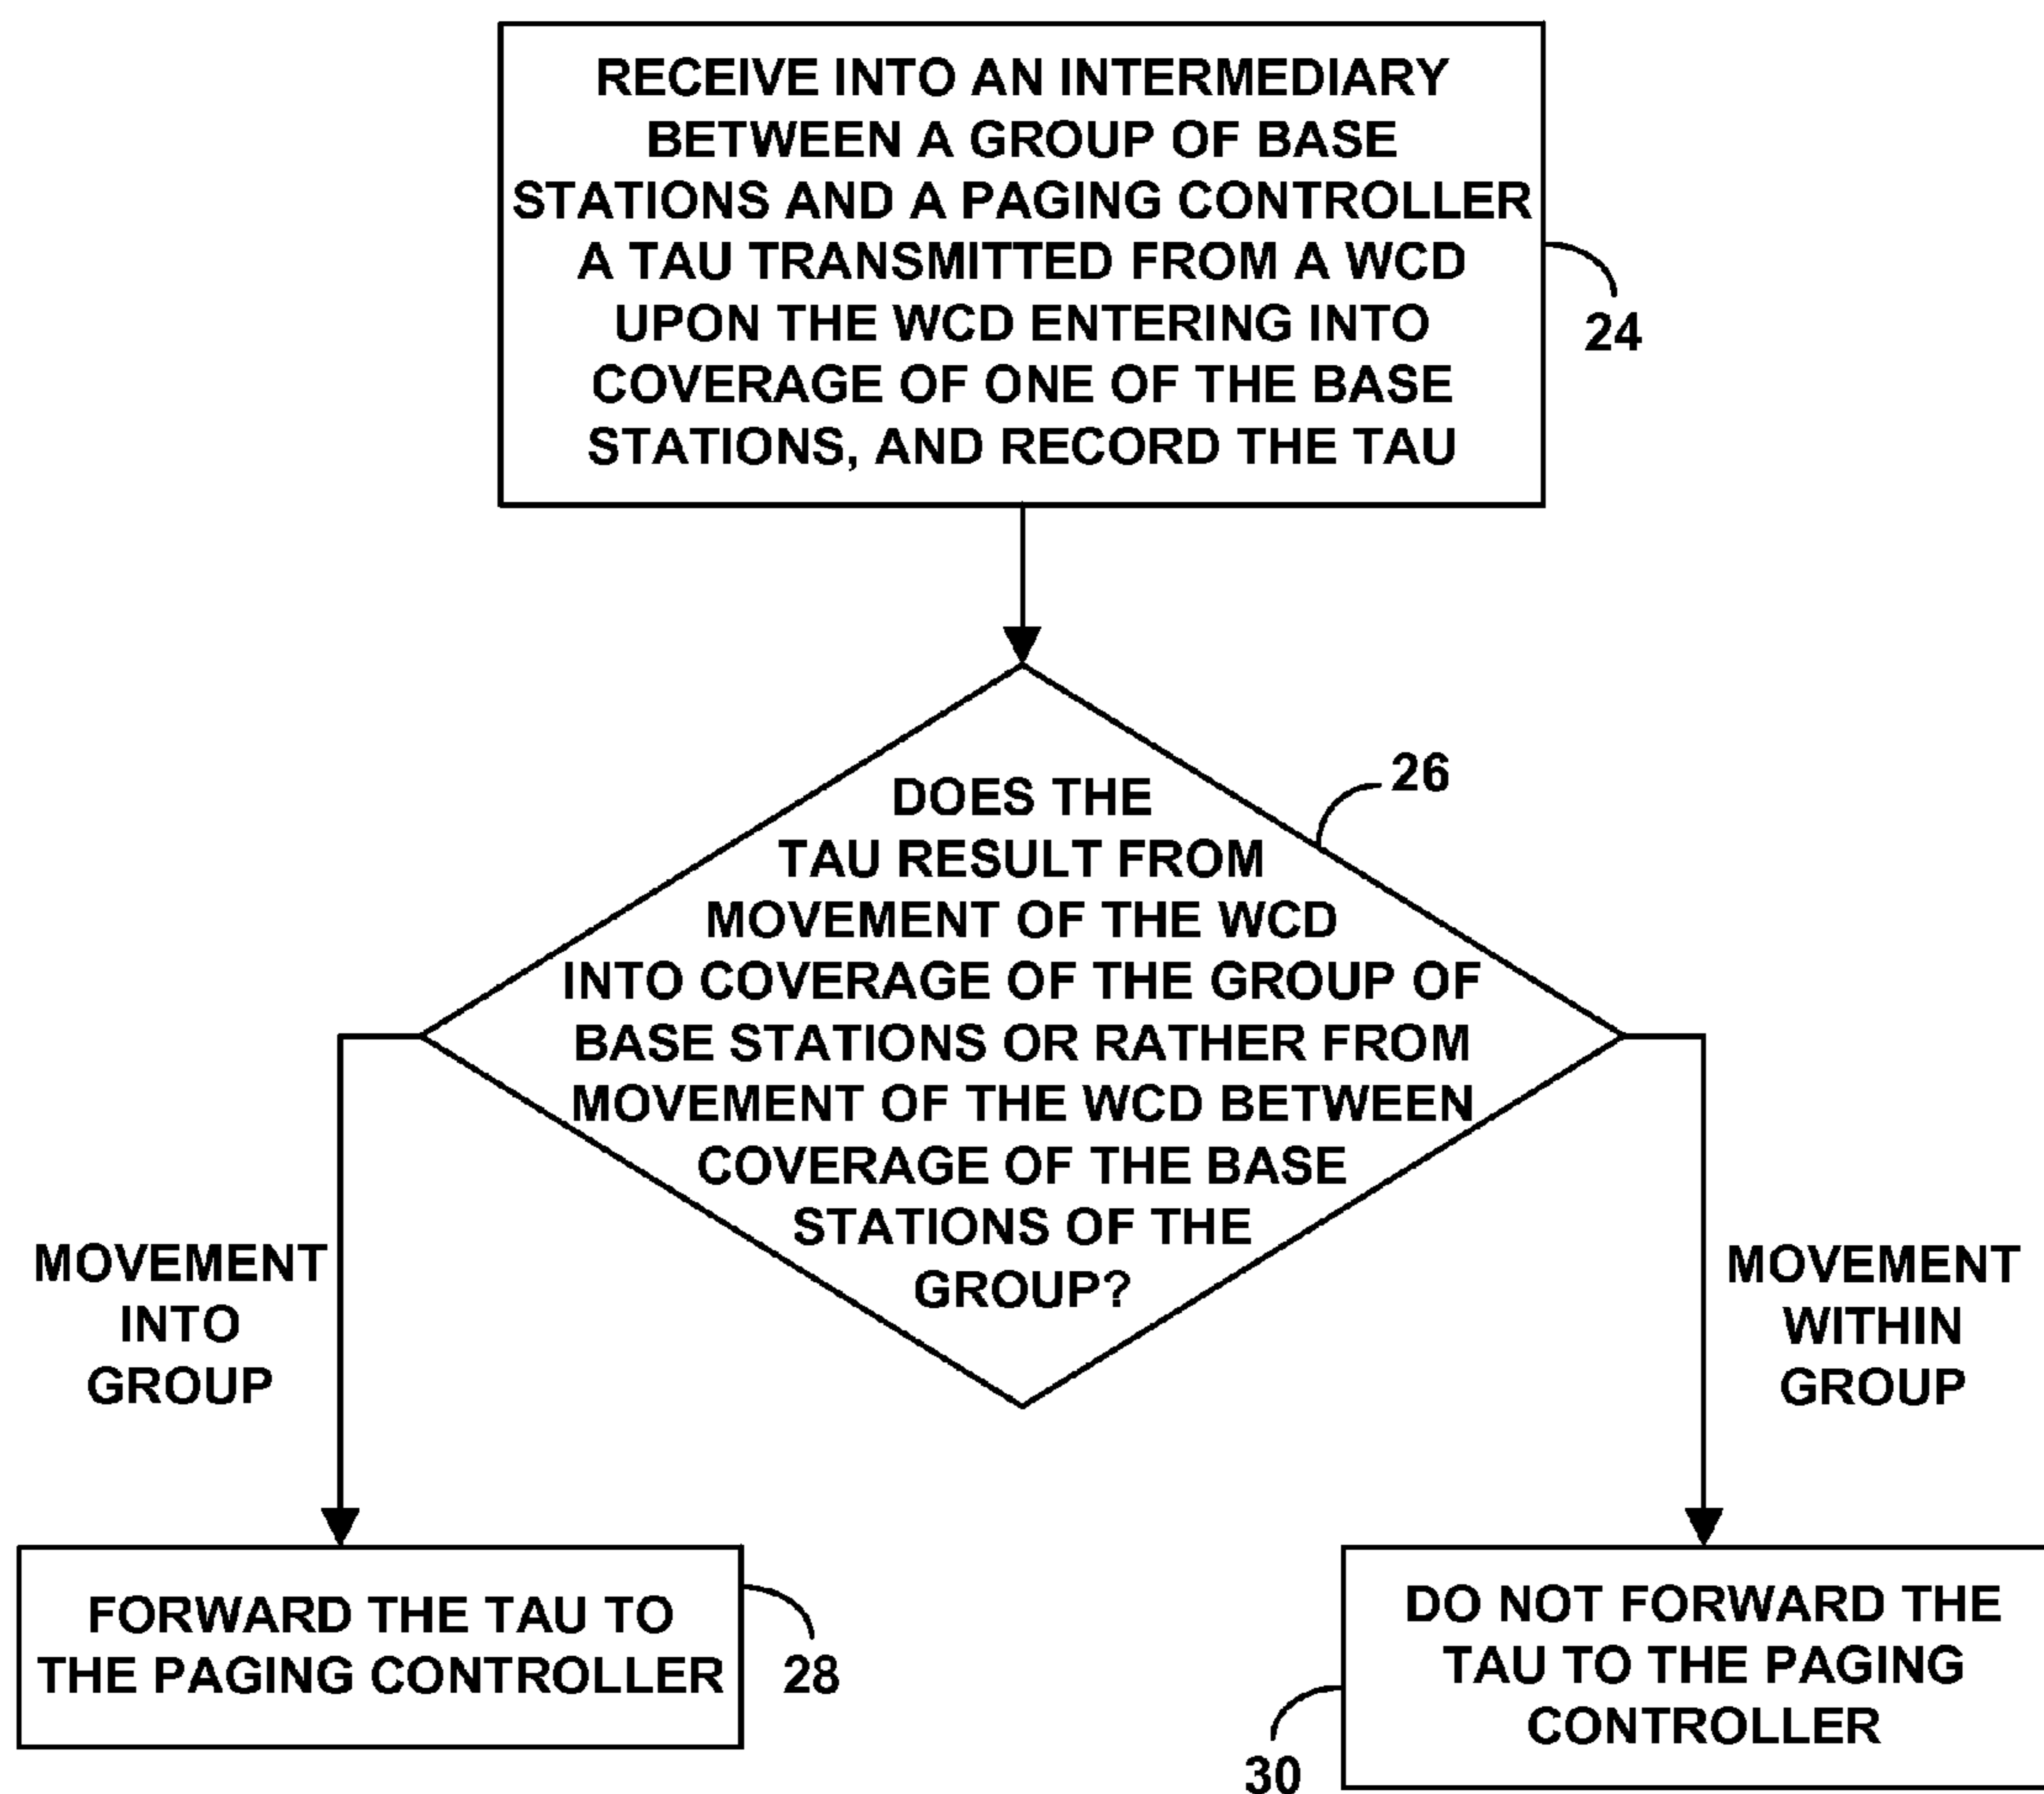 RECEIVE INTO AN INTERMEDIARY
BETWEEN A GROUP OF BASE
STATIONS AND A PAGING CONTROLLER
A TAU TRANSMITTED FROM A WCD
UPON THE WCD ENTERING INTO
COVERAGE OF ONE OF THE BASE
STATIONS, AND RECORD THE TAU
24
26
DOES THE
TAU RESULT FROM
MOVEMENT OF THE WCD
INTO COVERAGE OF THE GROUP OF
BASE STATIONS OR RATHER FROM
MOVEMENT OF THE WCD BETWEEN
COVERAGE OF THE BASE
STATIONS OF THE
GROUP?
MOVEMENT
INTO
GROUP
MOVEMENT
WITHIN
GROUP
FORWARD THE TAU TO
THE PAGING CONTROLLER
28
DO NOT FORWARD THE
TAU TO THE PAGING
CONTROLLER
30